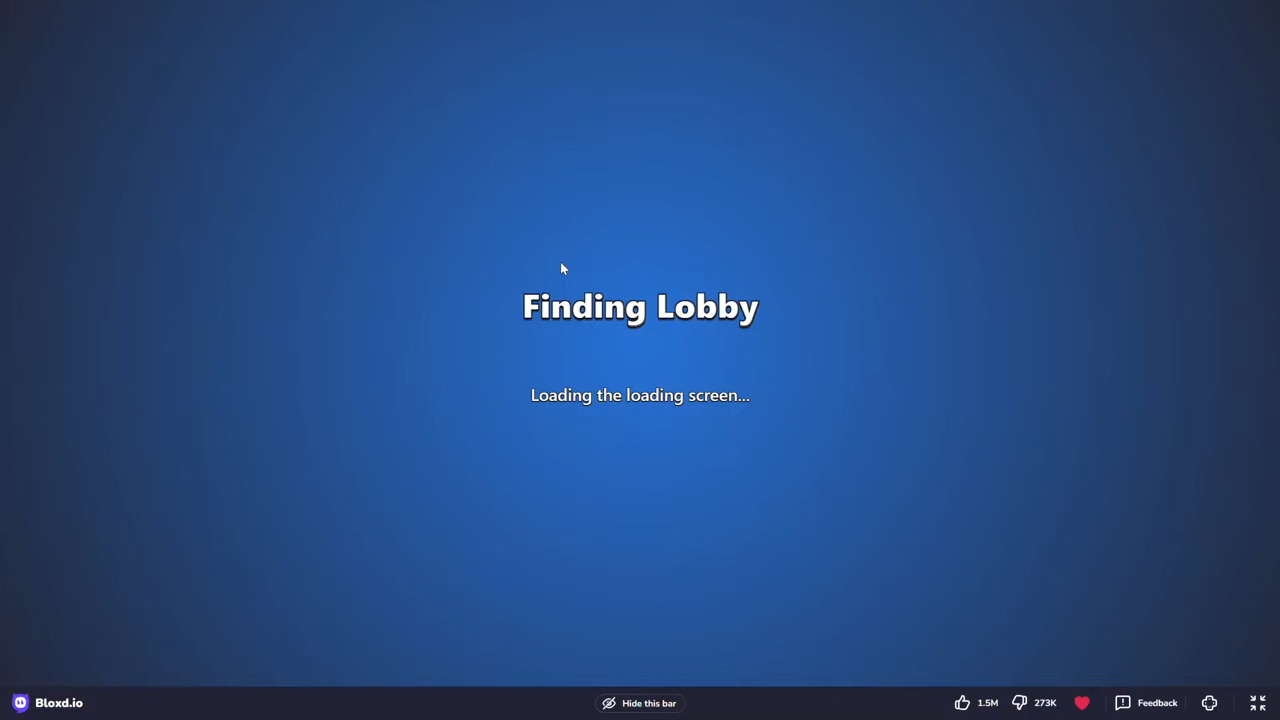 Finding Lobby
Loading the loading screen...
Bloxd.io
Hide this bar
1.5M
273K
Feedback